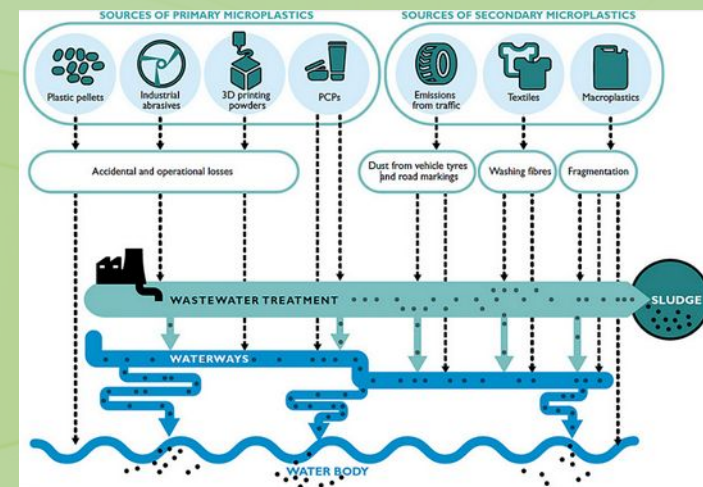 SOURCES OF PRIMARY MICROPLASTICS
SOURCES OF SECONDARY MICROPLASTICS
Plastic pellets
Industrial
abrasives
3D printing
powders
PCPs
Emissions
from traffic
Textiles
Macroplastics
Accidental and operational losses
Dust from vehicle tyres
and road markings
Washing fibres
Fragmentation
WASTEWATER TREATMENT
SLUDGE
WATERWAYS
WATER BODY